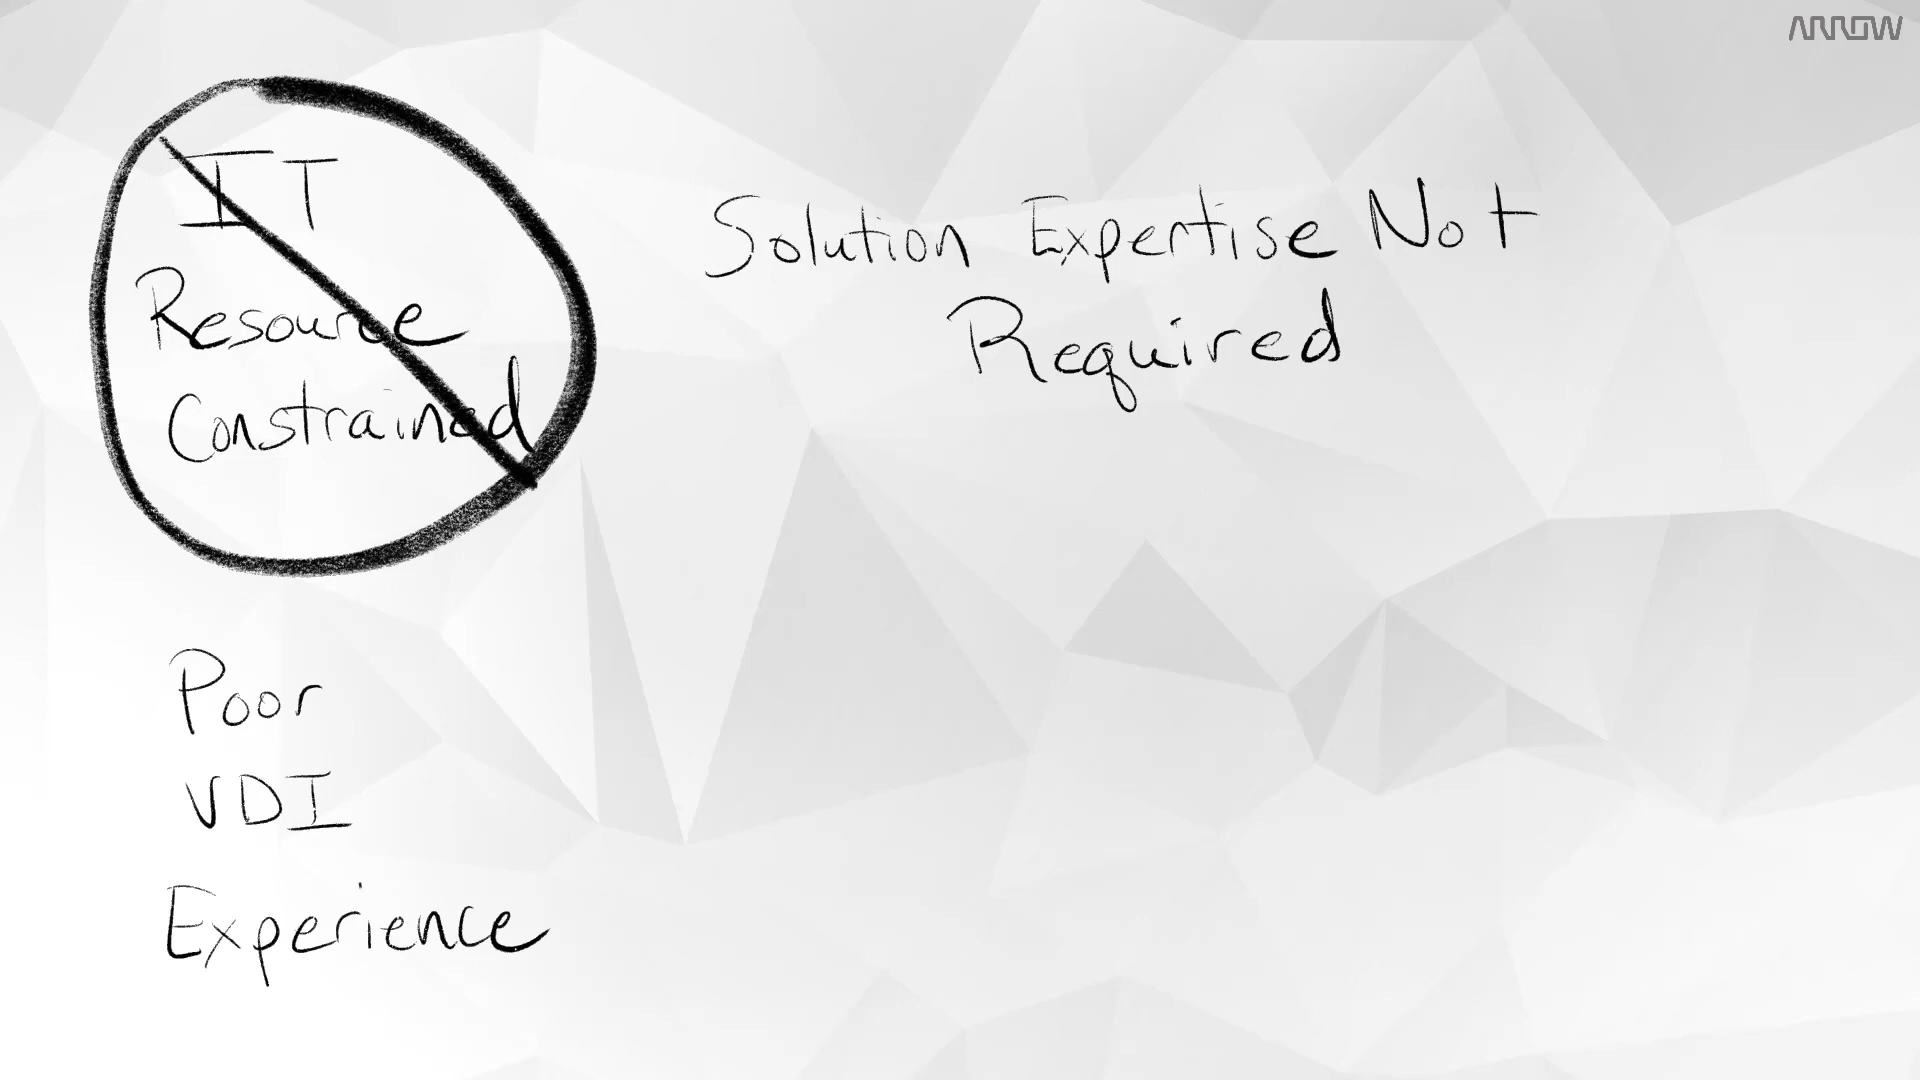 ARROW
IT
Resource
Constrained
Solution Expertise Not
Required
Poor
VDI
Experience